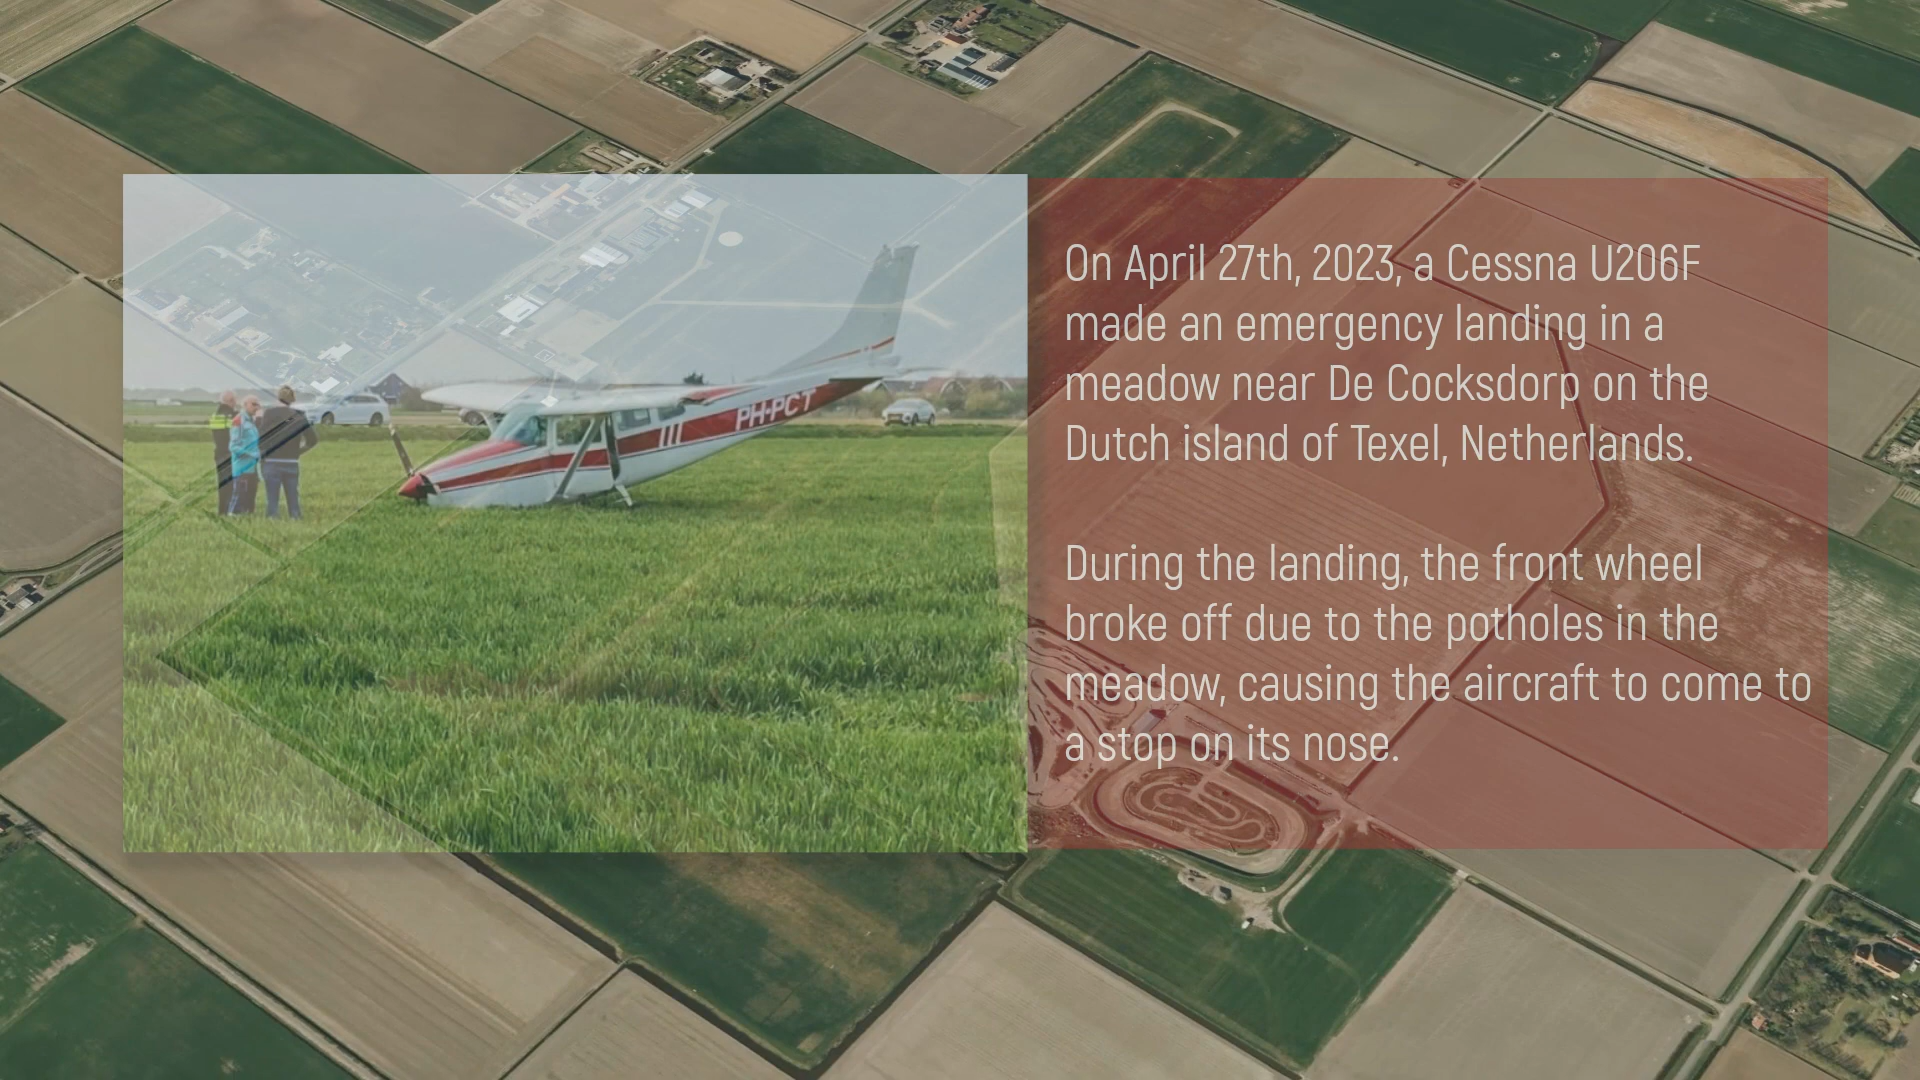 On April 27th, 2023, a Cessna U206F
made an emergency landing in a
meadow near De Cocksdorp on the
Dutch island of Texel, Netherlands.
During the landing, the front wheel
broke off due to the potholes in the
meadow, causing the aircraft to come to
a stop on its nose.
PH-PCT